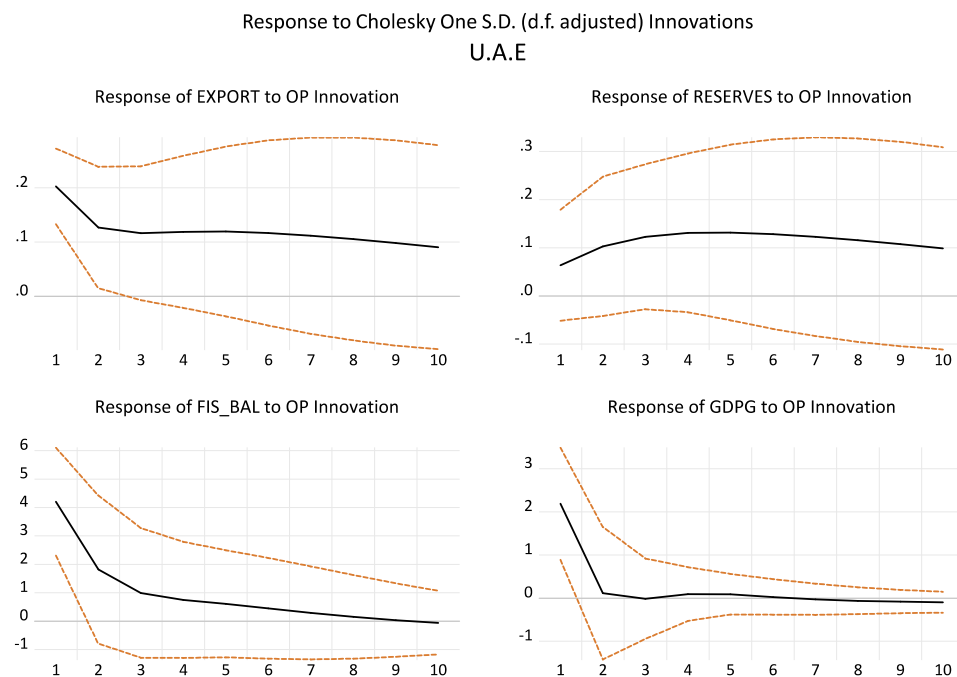 Response to Cholesky One S.D. (d.f. adjusted) Innovations
U.A.E
Response of EXPORT to OP Innovation
.2
.1
.0
1 2 3 4 5 6 7 8 9 10
Response of RESERVES to OP Innovation
.3
.2
.1
.0
-.1
1 2 3 4 5 6 7 8 9 10
Response of FIS_BAL to OP Innovation
6
5
4
3
2
1
0
-1
1 2 3 4 5 6 7 8 9 10
Response of GDPG to OP Innovation
3
2
1
0
-1
1 2 3 4 5 6 7 8 9 10